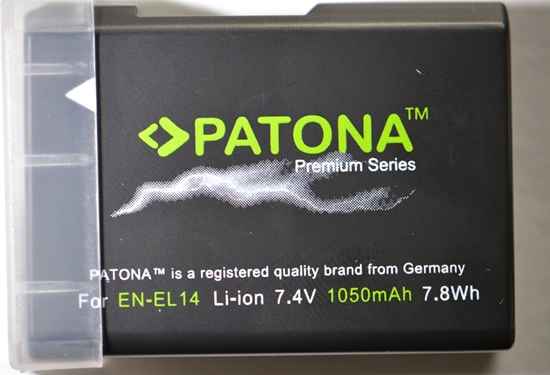 PATONA™
Premium Series
PATONA™ is a registered quality brand from Germany
For EN-EL14 Li-ion 7.4V 1050mAh 7.8Wh